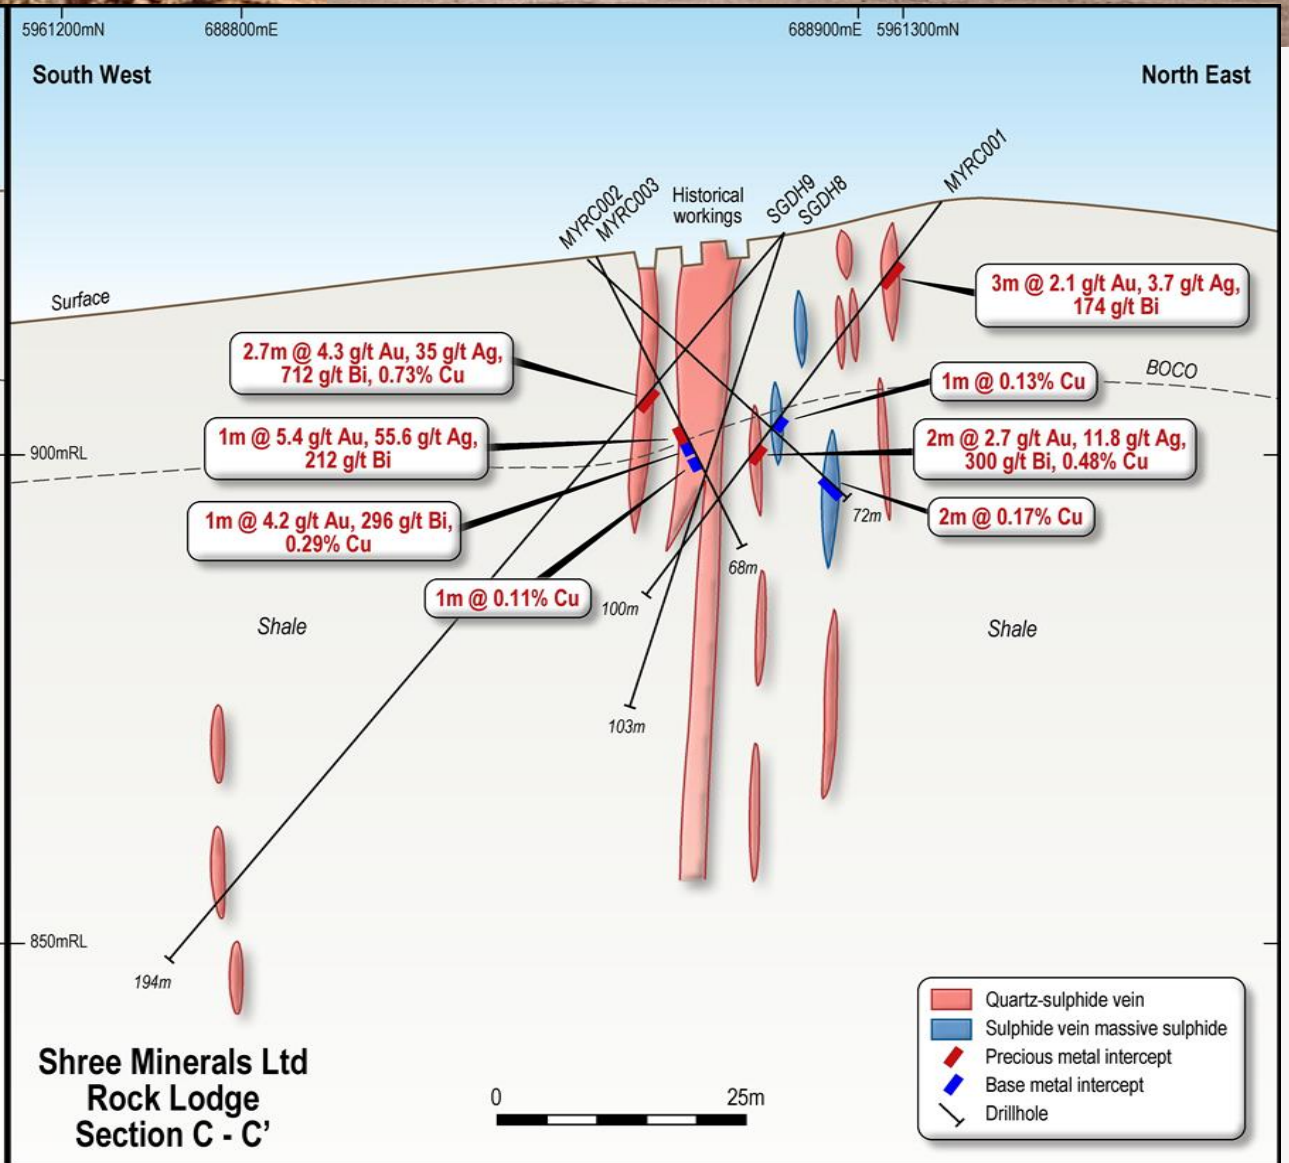 5961200mN
688800mE
688900mE
5961300mN
South West
North East
MYRC002
MYRC003
Historical
workings
SGDH9
SGDH8
MYRC001
Surface
3m @ 2.1 g/t Au, 3.7 g/t Ag,
174 g/t Bi
2.7m @ 4.3 g/t Au, 35 g/t Ag,
712 g/t Bi, 0.73% Cu
BOCO
1m @ 0.13% Cu
1m @ 5.4 g/t Au, 55.6 g/t Ag,
212 g/t Bi
2m @ 2.7 g/t Au, 11.8 g/t Ag,
300 g/t Bi, 0.48% Cu
900mRL
1m @ 4.2 g/t Au, 296 g/t Bi,
0.29% Cu
72m
2m @ 0.17% Cu
68m
1m @ 0.11% Cu
100m
Shale
Shale
103m
850mRL
194m
Shree Minerals Ltd
Rock Lodge
Section C - C’
0
25m
Quartz-sulphide vein
Sulphide vein massive sulphide
Precious metal intercept
Base metal intercept
Drillhole